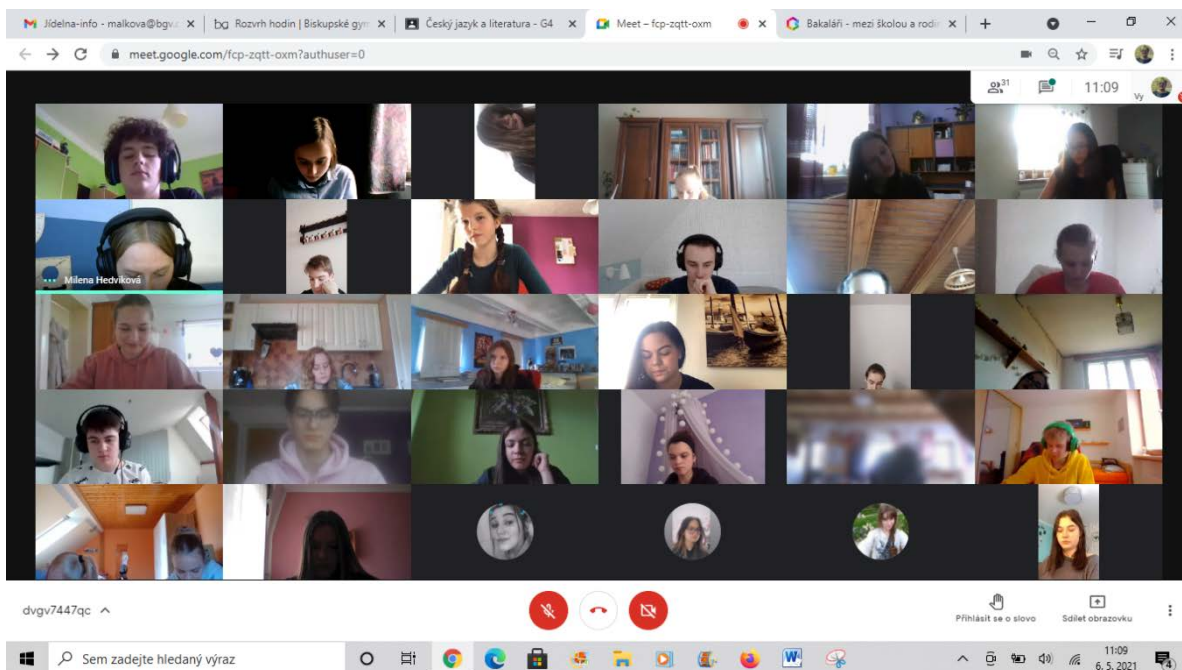 Jídelna-info - malkova@bgv.
Rozvrh hodin | Biskupské gym
Český jazyk a literatura - G4
Meet – fcp-zqtt-oxm
Bakaláři - mezi školou a rodin
meet.google.com/fcp-zqtt-oxm?authuser=0
31
11:09
Vy
Milena Hedviková
dvgv7447qc
Přihlásit se o slovo
Sdílet obrazovku
Sem zadejte hledaný výraz
11:09
6. 5. 2021
4